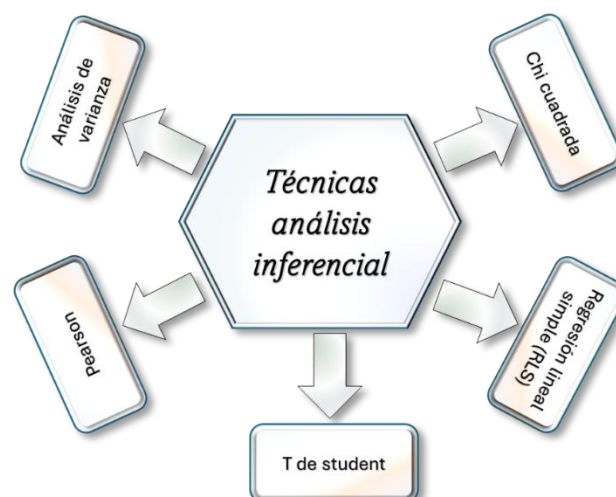 Análisis de
varianza
Chi cuadrada
Técnicas
análisis
inferencial
Pearson
Regresión lineal
simple (RLS)
T de student